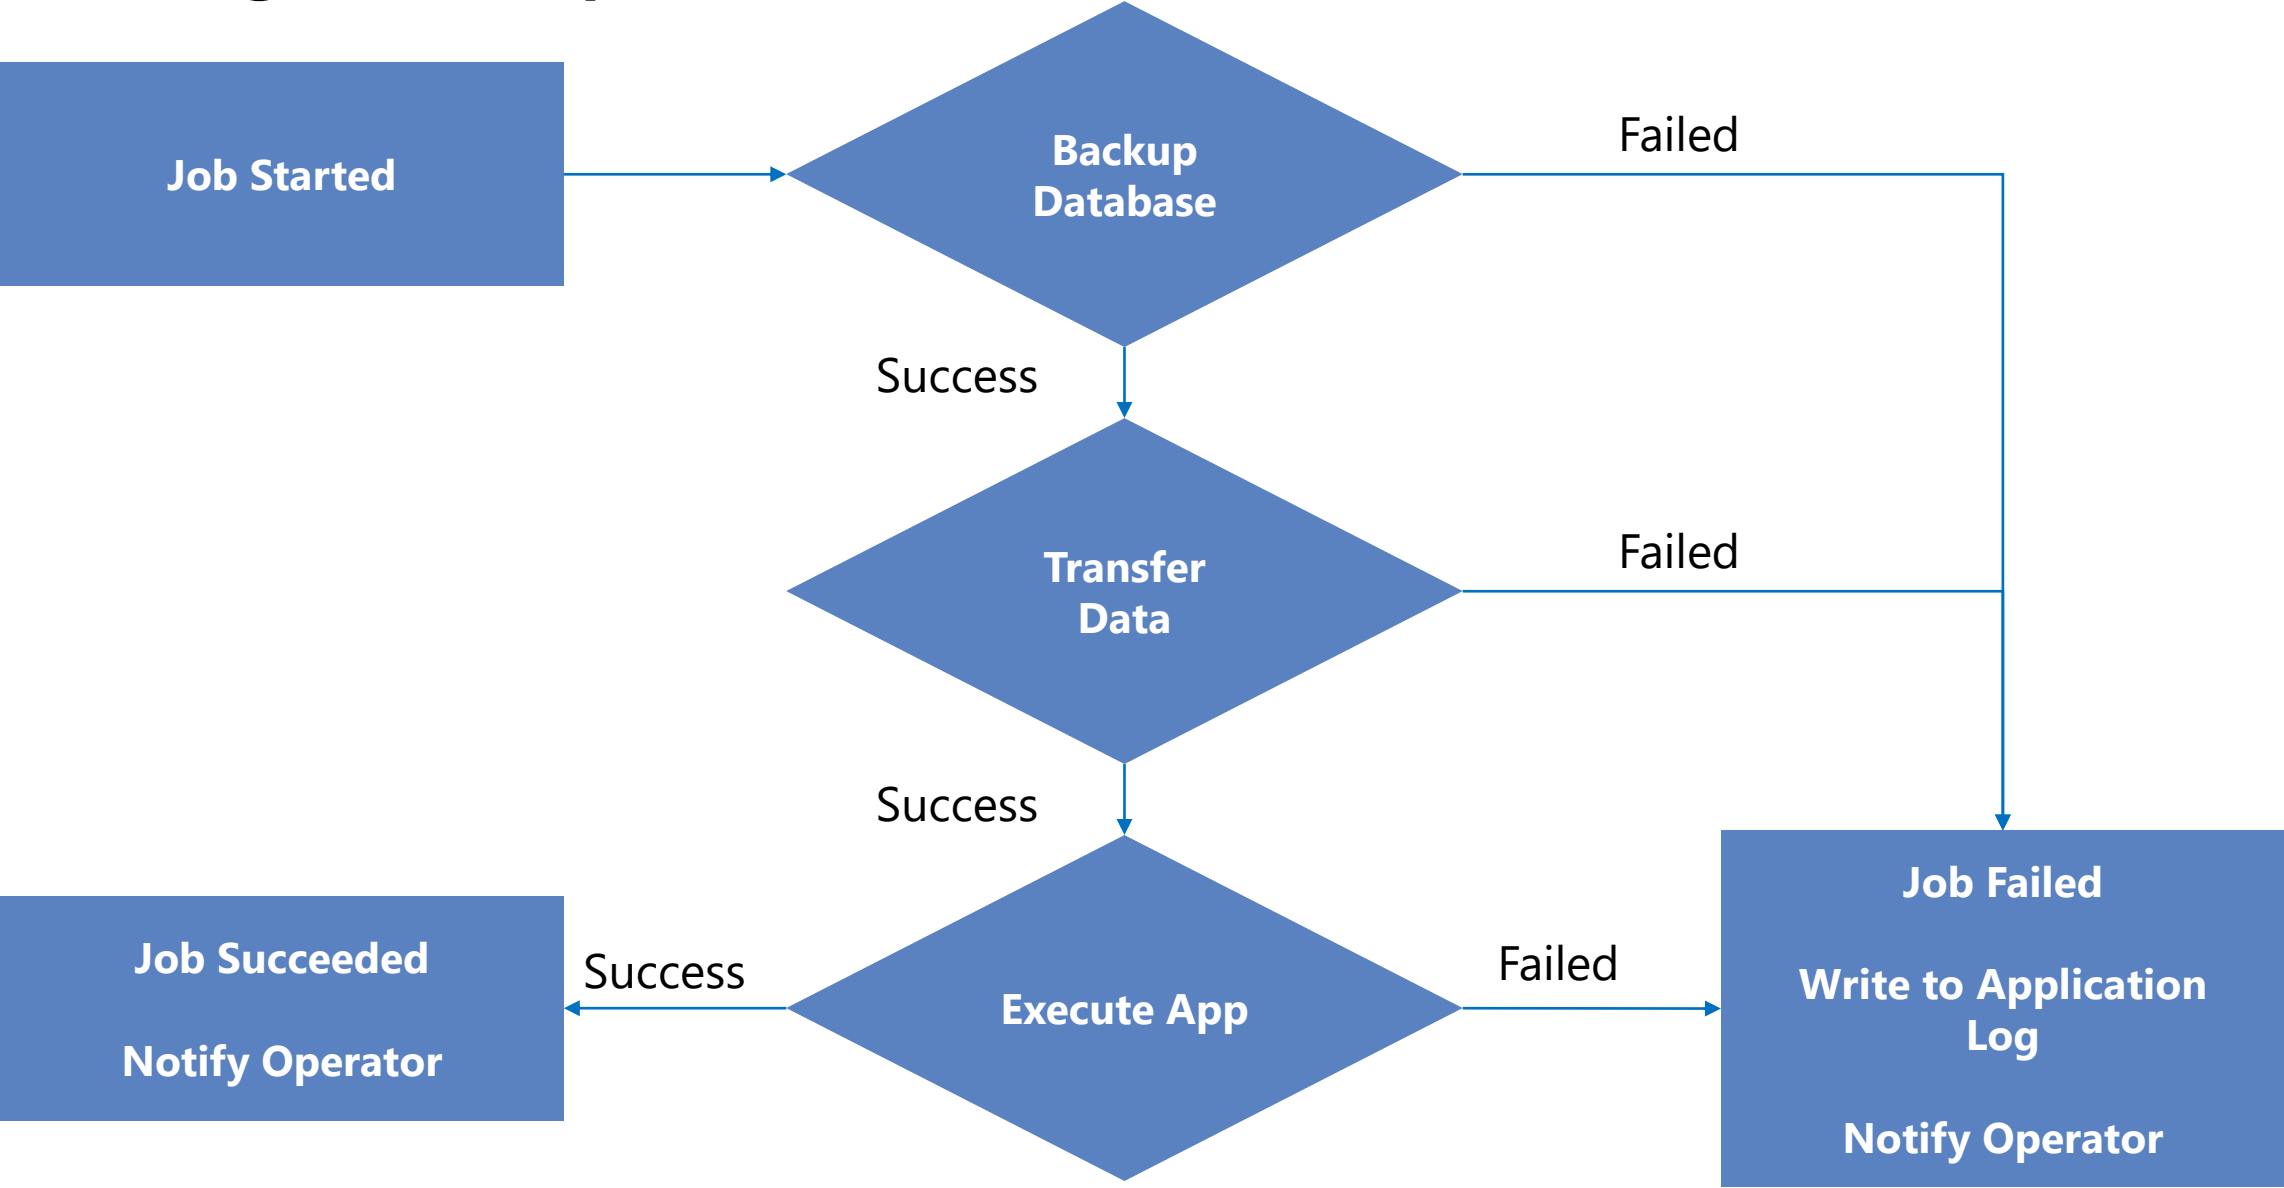 Job Started
Backup
Database
Failed
Success
Transfer
Data
Failed
Success
Job Succeeded
Notify Operator
Success
Execute App
Failed
Job Failed
Write to Application
Log
Notify Operator